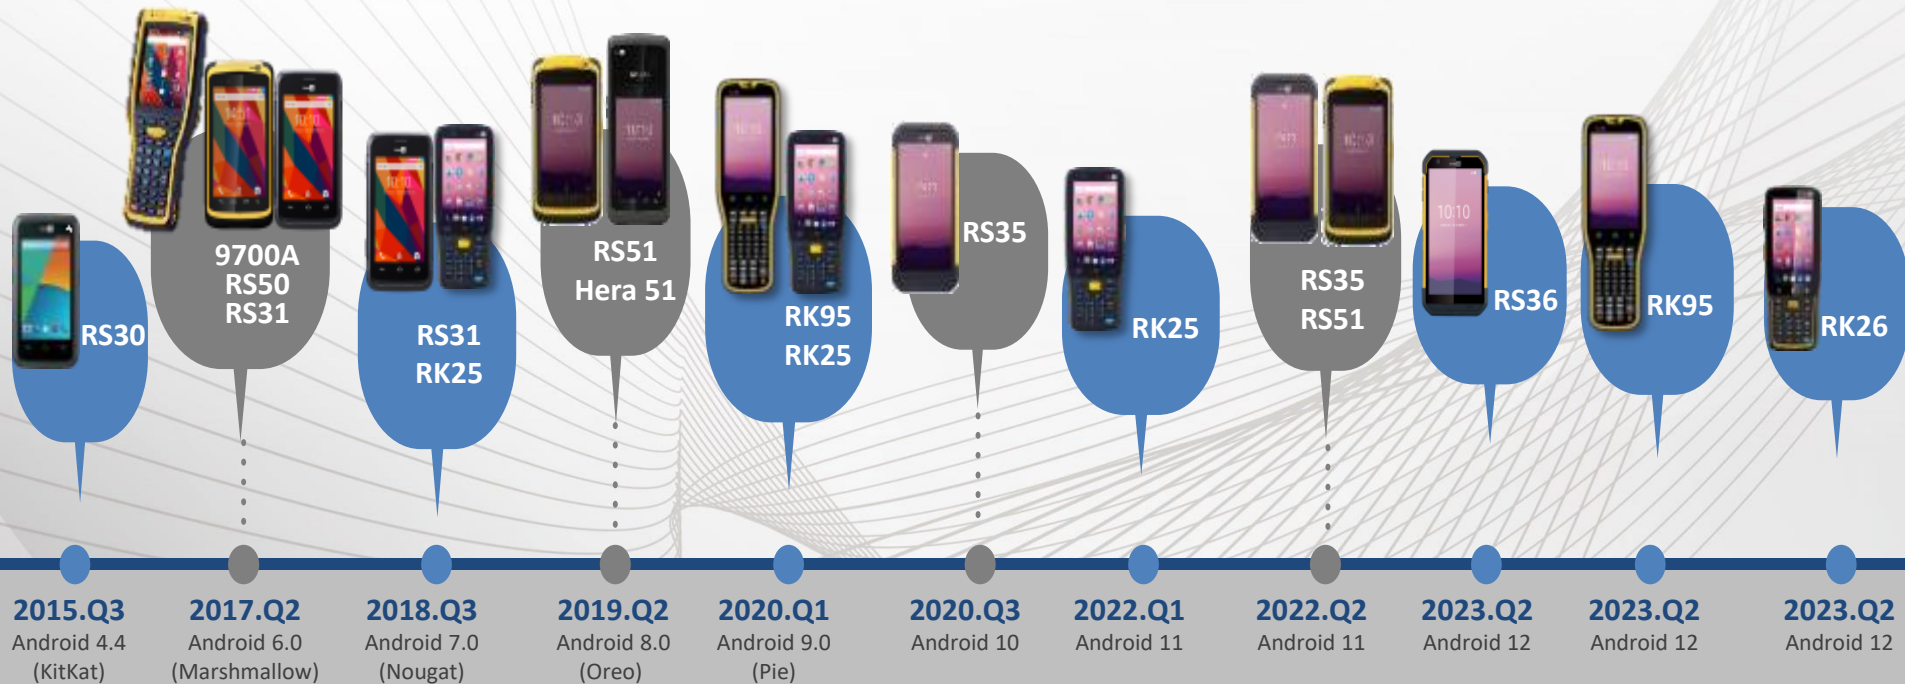 RS30
9700A
RS50
RS31
RS31
RK25
RS51
Hera 51
RK95
RK25
RS35
RK25
RS35
RS51
RS36
10:10
RK95
RK26
2015.Q3
Android 4.4
(KitKat)
2017.Q2
Android 6.0
(Marshmallow)
2018.Q3
Android 7.0
(Nougat)
2019.Q2
Android 8.0
(Oreo)
2020.Q1
Android 9.0
(Pie)
2020.Q3
Android 10
2022.Q1
Android 11
2022.Q2
Android 11
2023.Q2
Android 12
2023.Q2
Android 12
2023.Q2
Android 12